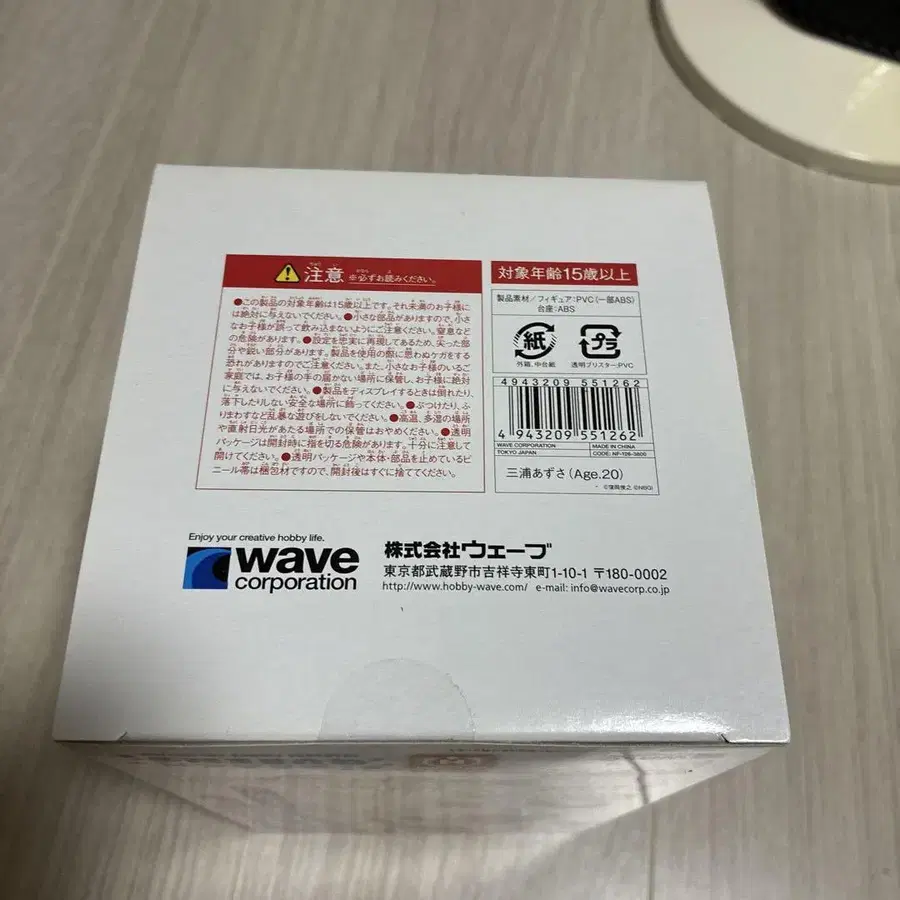 注意 ※必ずお読みください。
●この製品の対象年齢は15歳以上です。それ未満のお子様に
は絶対に与えないでください。●小さな部品がありますので、小さ
なお子様が誤って飲み込まないようにご注意ください。窒息などの
危険があります。●設定を忠実に再現してあるため、尖った部
分や鋭い部分があります。製品を使用の際に思わぬケガをする
恐れがありますのでご注意ください。また、小さなお子様のいるご
家庭では、お子様の手の届かない場所に保管し、お子様に絶対
に与えないでください。●製品をディスプレイするときは倒れたり、
落下したりしない安全な場所に飾ってください。●ぶつけたり、ふ
りまわすなど乱暴な遊びをしないでください。●高温、多湿の場所
や直射日光があたる場所での保管はおやめください。●透明
パッケージは開封時に指を切る危険があります。十分に注意して
開けてください。●透明パッケージや本体・部品を止めているビ
ニール帯は梱包材ですので、開封後はすぐに捨ててください。
対象年齢15歳以上
製品素材/フィギュア:PVC(一部ABS)
台座:ABS
紙
プラ
外箱、中台紙
透明ブリスター:PVC
4943209 551262
4 943209 551262
WAVE CORPORATION
TOKYO JAPAN
MADE IN CHINA
CODE: NF-128-3800
三浦あずさ(Age.20)
©窪岡俊之 ©NBGI
Enjoy your creative hobby life.
wave
corporation
株式会社ウェーブ
東京都武蔵野市吉祥寺東町1-10-1 〒180-0002
http://www.hobby-wave.com/ e-mail: info@wavecorp.co.jp